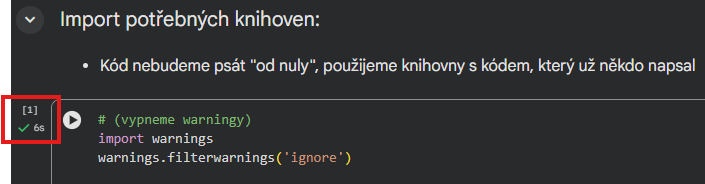 Import potřebných knihoven:
Kód nebudeme psát "od nuly", použijeme knihovny s kódem, který už někdo napsal
[1]
6s
# (vypneme warningy)
import warnings
warnings.filterwarnings('ignore')